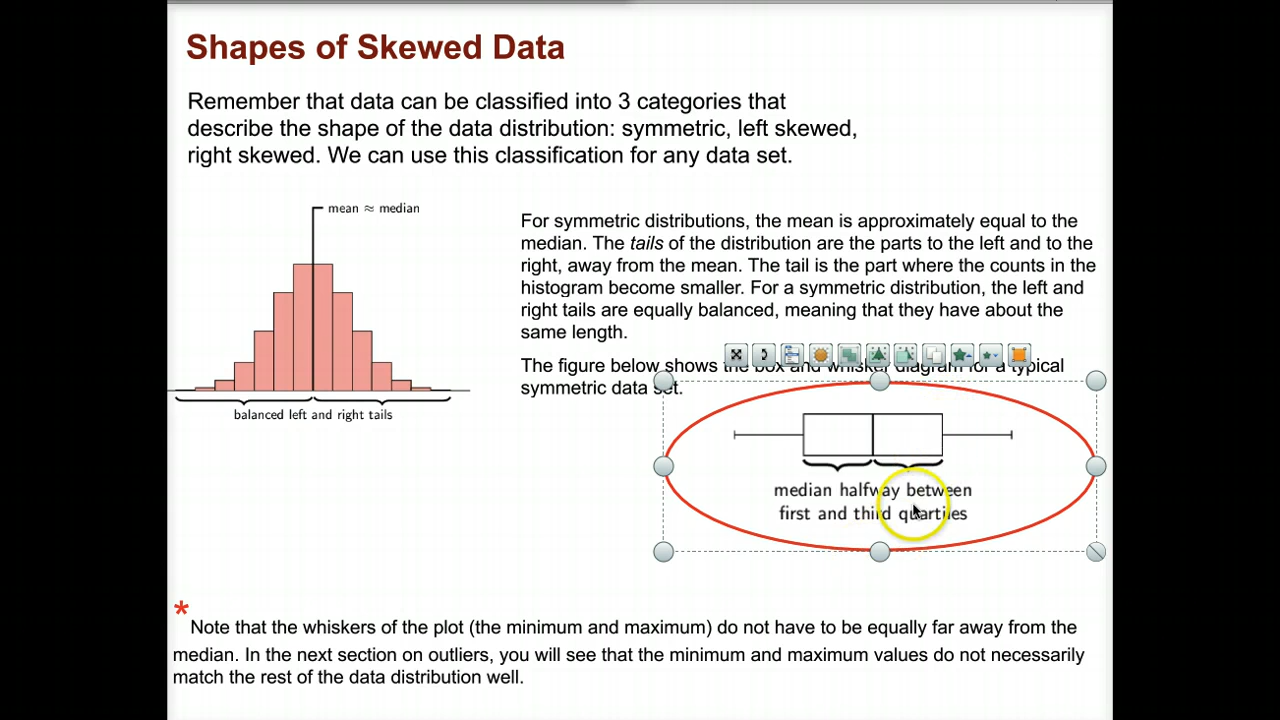 Shapes of Skewed Data
Remember that data can be classified into 3 categories that
describe the shape of the data distribution: symmetric, left skewed,
right skewed. We can use this classification for any data set.
mean ≈ median
balanced left and right tails
For symmetric distributions, the mean is approximately equal to the
median. The tails of the distribution are the parts to the left and to the
right, away from the mean. The tail is the part where the counts in the
histogram become smaller. For a symmetric distribution, the left and
right tails are equally balanced, meaning that they have about the
same length.
The figure below shows the box and whisker diagram for a typical
symmetric data set.
median halfway between
first and third quartiles
* Note that the whiskers of the plot (the minimum and maximum) do not have to be equally far away from the
median. In the next section on outliers, you will see that the minimum and maximum values do not necessarily
match the rest of the data distribution well.